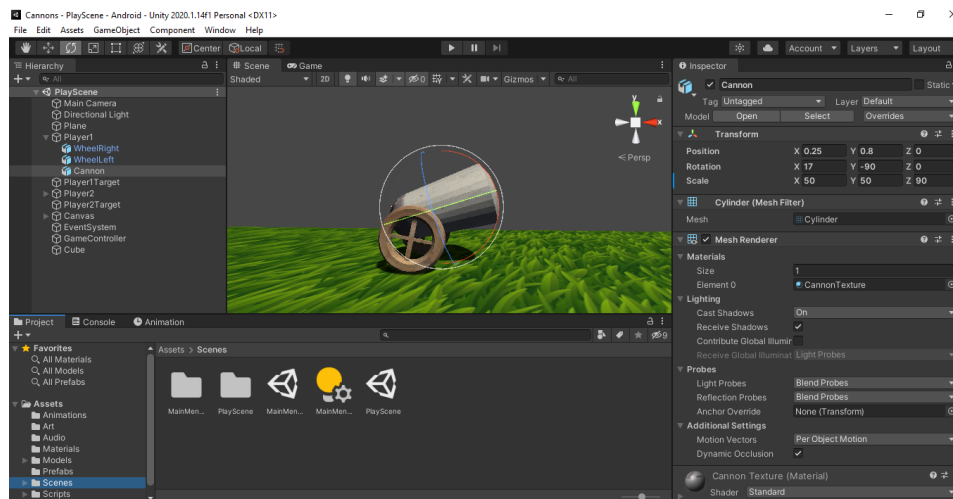 Cannons - PlayScene - Android - Unity 2020.1.14f1 Personal <DX11>
File Edit Assets GameObject Component Window Help
Center Local Account Layers Layout
Hierarchy
All
PlayScene
Main Camera
Directional Light
Plane
Player1
WheelRight
WheelLeft
Cannon
Player1Target
Player2
Player2Target
Canvas
EventSystem
GameController
Cube
Scene Game
Shaded 2D 0 Gizmos All
y
x
Persp
Project Console Animation
9
Favorites
All Materials
All Models
All Prefabs
Assets
Animations
Art
Audio
Materials
Models
Prefabs
Scenes
Scripts
Assets > Scenes
MainMen... PlayScene MainMen... MainMen... PlayScene
Inspector
Cannon Static
Tag Untagged Layer Default
Model Open Select Overrides
Transform
Position X 0.25 Y 0.8 Z 0
Rotation X 17 Y -90 Z 0
Scale X 50 Y 50 Z 90
Cylinder (Mesh Filter)
Mesh Cylinder
Mesh Renderer
Materials
Size 1
Element 0 CannonTexture
Lighting
Cast Shadows On
Receive Shadows
Contribute Global Illumir
Receive Global Illuminat Light Probes
Probes
Light Probes Blend Probes
Reflection Probes Blend Probes
Anchor Override None (Transform)
Additional Settings
Motion Vectors Per Object Motion
Dynamic Occlusion
Cannon Texture (Material)
Shader Standard